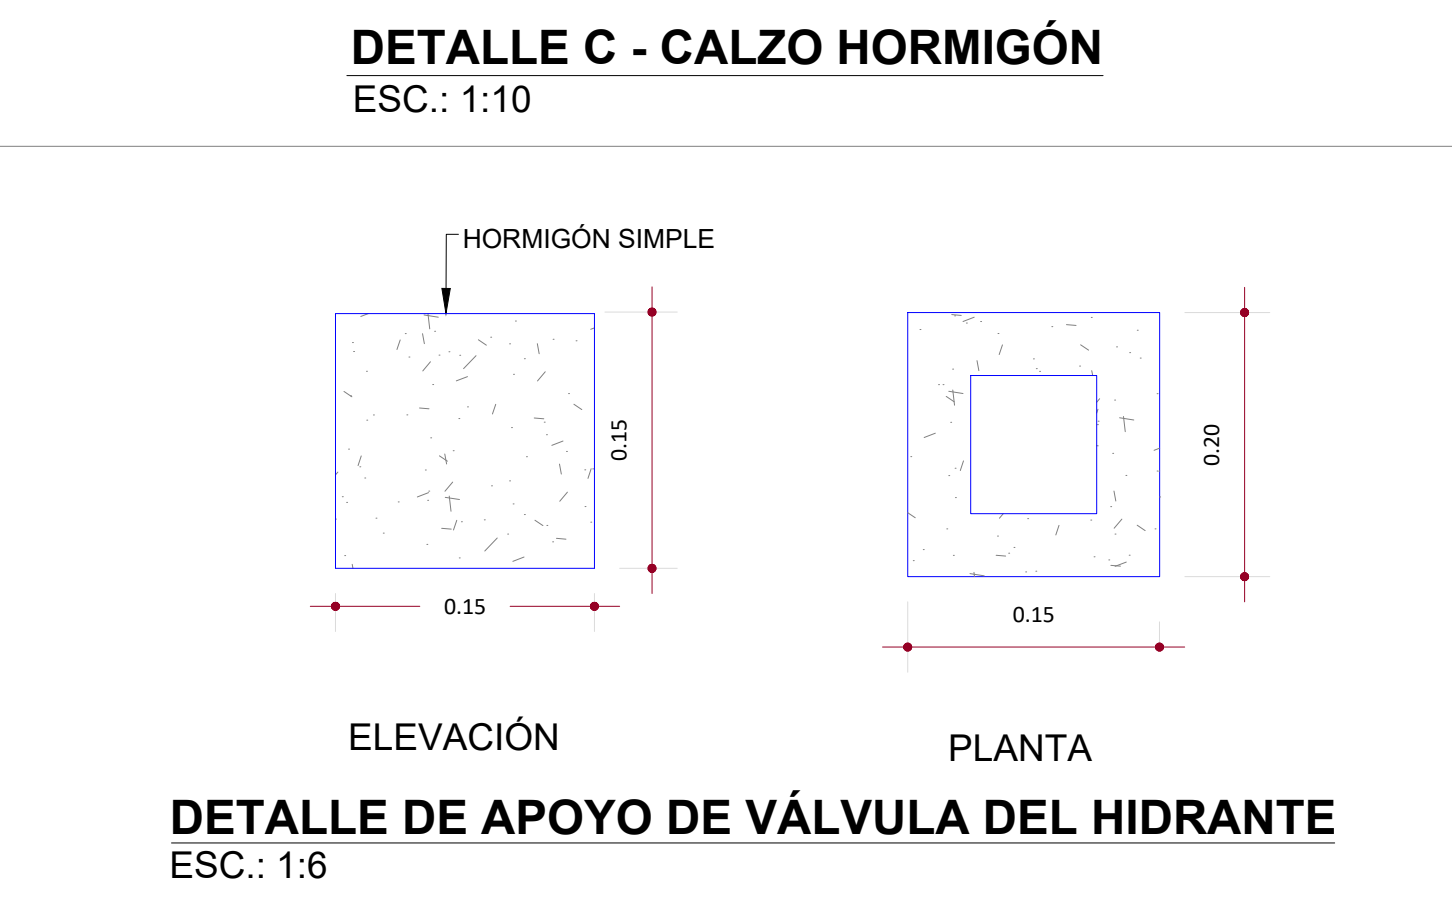 DETALLE C - CALZO HORMIGÓN
ESC.: 1:10
HORMIGÓN SIMPLE
0.15
0.15
0.20
0.15
ELEVACIÓN
PLANTA
DETALLE DE APOYO DE VÁLVULA DEL HIDRANTE
ESC.: 1:6